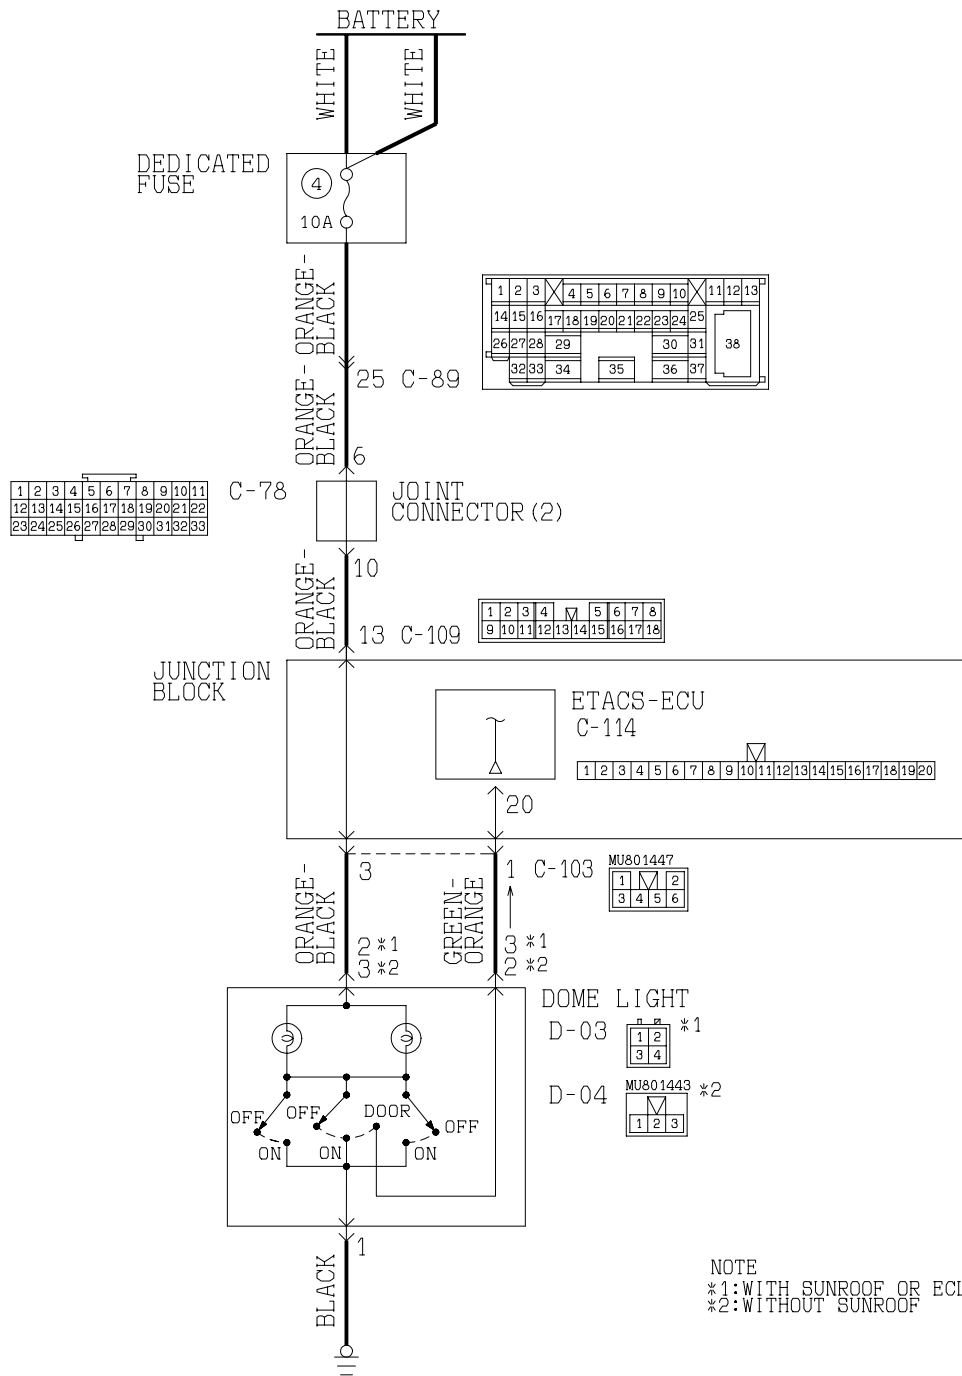 BATTERY
WHITE
WHITE
DEDICATED
FUSE
4
10A
ORANGE-
BLACK
1 2 3 4 5 6 7 8 9 10 11 12 13
14 15 16 17 18 19 20 21 22 23 24 25
26 27 28 29 30 31 38
32 33 34 35 36 37
25 C-89
ORANGE-
BLACK
6
1 2 3 4 5 6 7 8 9 10 11
12 13 14 15 16 17 18 19 20 21 22
23 24 25 26 27 28 29 30 31 32 33
C-78
JOINT
CONNECTOR(2)
10
ORANGE-
BLACK
13 C-109
1 2 3 4 5 6 7 8
9 10 11 12 13 14 15 16 17 18
JUNCTION
BLOCK
ETACS-ECU
C-114
1 2 3 4 5 6 7 8 9 10 11 12 13 14 15 16 17 18 19 20
20
3
1 C-103
MU801447
1 2
3 4 5 6
ORANGE-
BLACK
GREEN-
ORANGE
2 *1
3 *2
3 *1
2 *2
DOME LIGHT
D-03
1 2
3 4
*1
D-04
MU801443 *2
1 2 3
OFF OFF DOOR OFF
ON ON ON
1
BLACK
NOTE
*1:WITH SUNROOF OR
*2:WITHOUT SUNROOF